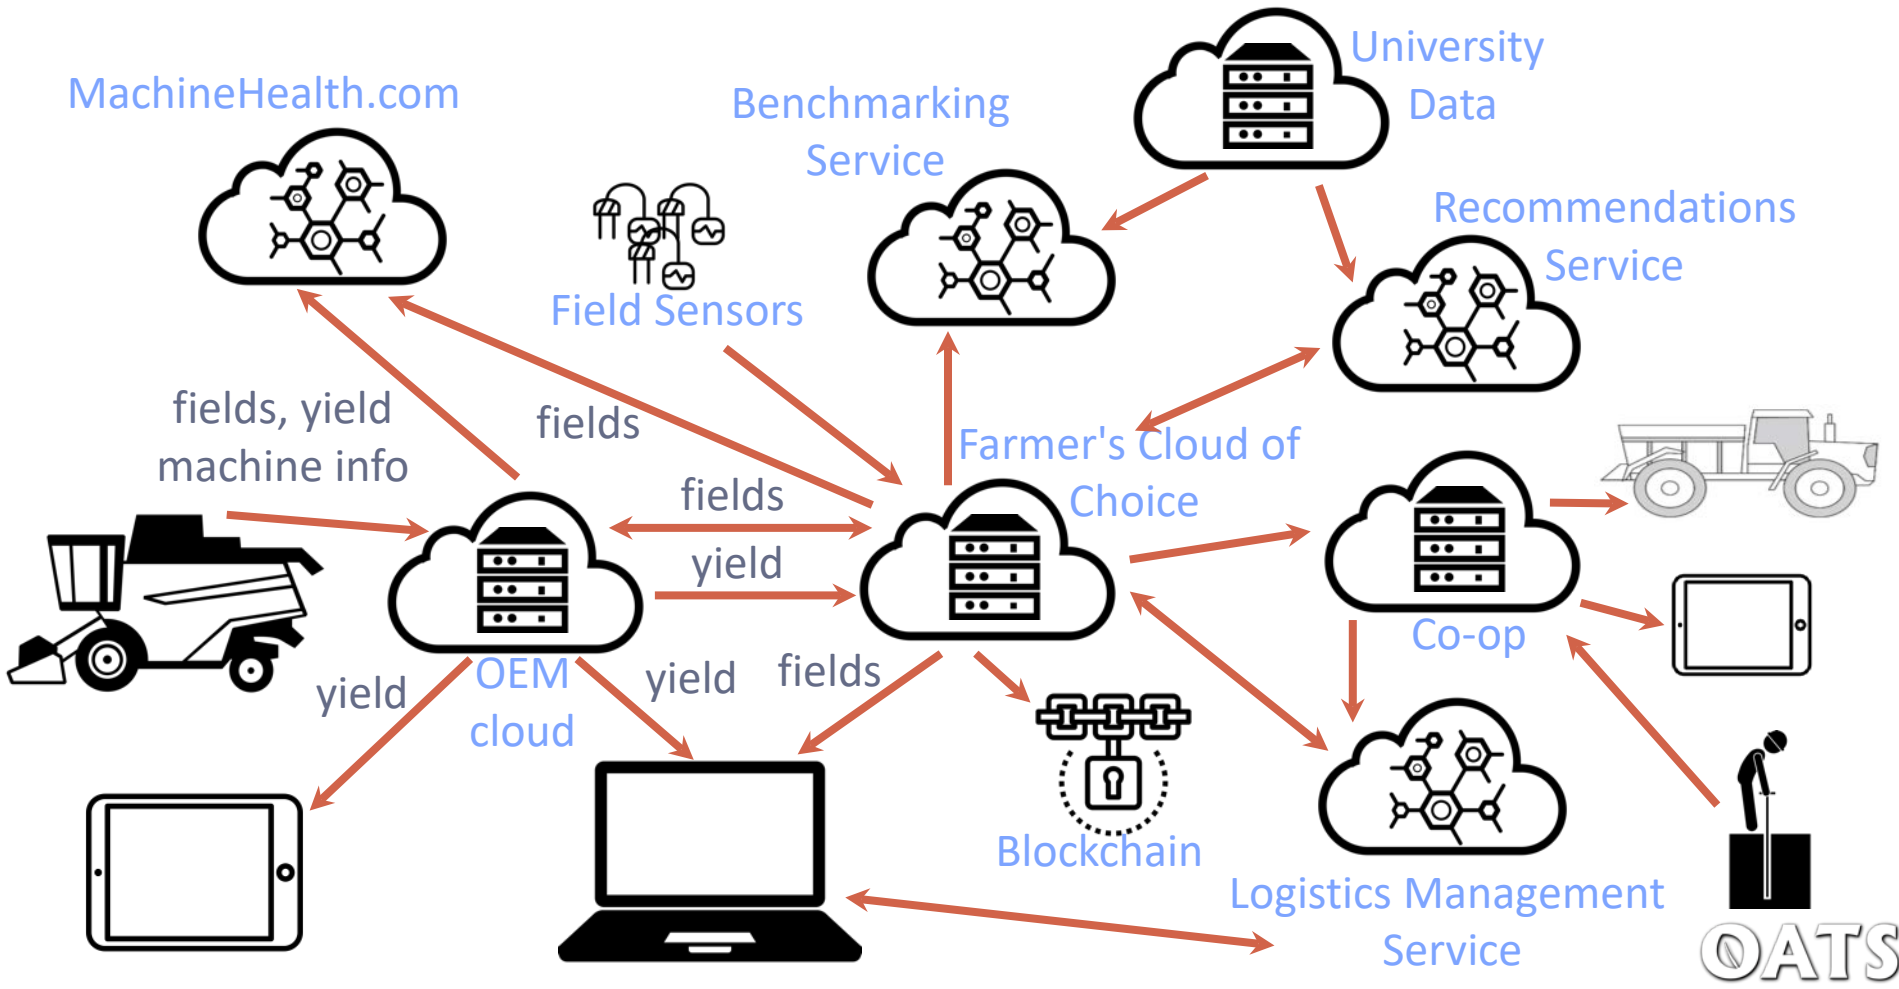 University
Data
MachineHealth.com
Benchmarking
Service
Recommendations
Service
Field Sensors
fields, yield
machine info
fields
Farmer's Cloud of
Choice
fields
yield
Co-op
OEM
cloud
yield
yield
fields
Blockchain
Logistics Management
Service
OATS